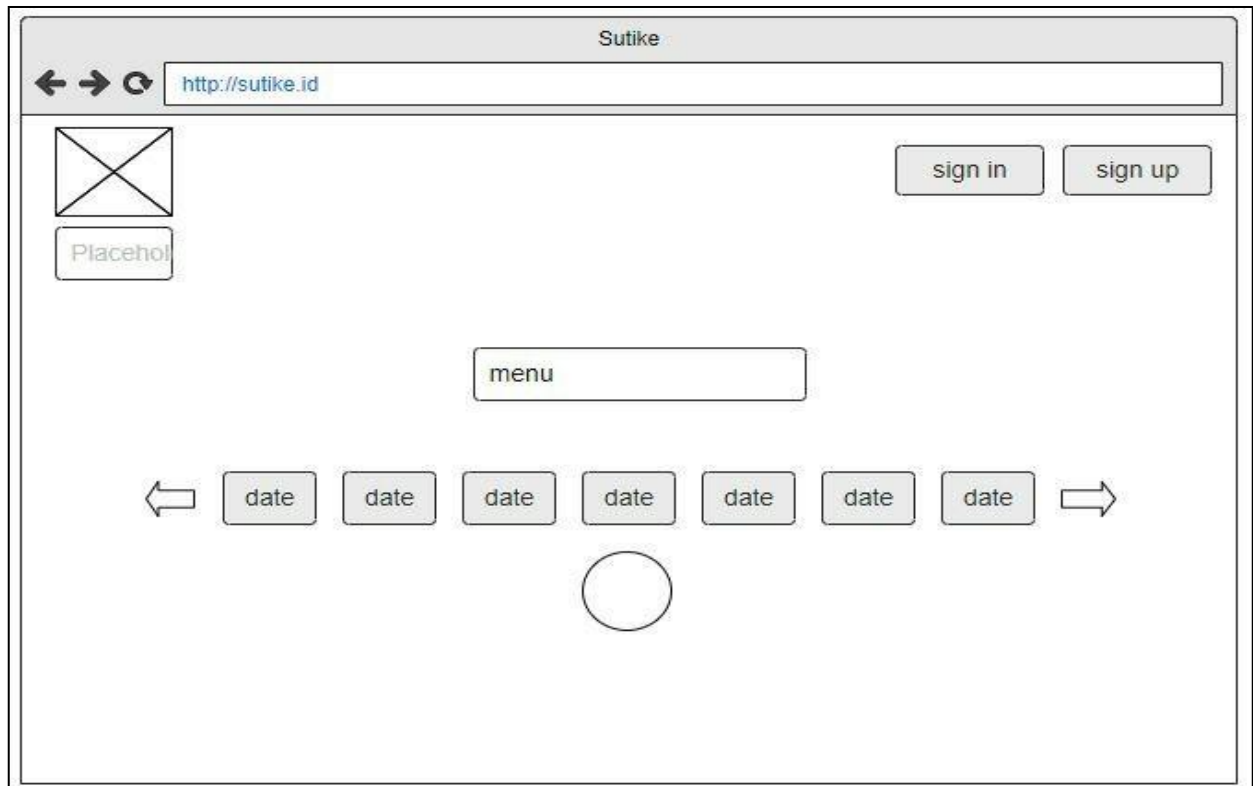 Sutike
http://sutike.id
sign in sign up
Placehol
menu
date date date date date date date